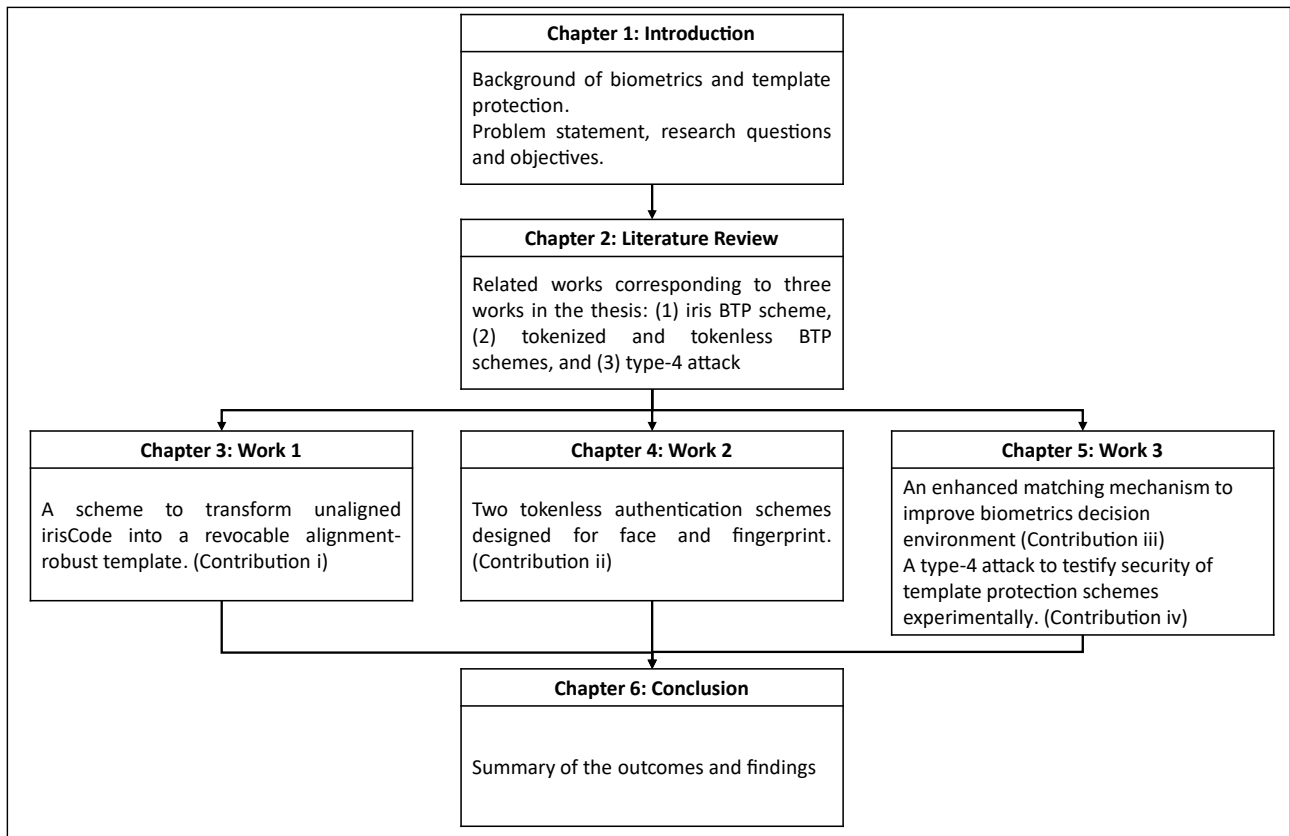 Chapter 1: Introduction
Background of biometrics and template
protection.
Problem statement, research questions
and objectives.
Chapter 2: Literature Review
Related works corresponding to three
works in the thesis: (1) iris BTP scheme,
(2) tokenized and tokenless BTP
schemes, and (3) type-4 attack
Chapter 3: Work 1
A scheme to transform unaligned
irisCode into a revocable alignment-
robust template. (Contribution i)
Chapter 4: Work 2
Two tokenless authentication schemes
designed for face and fingerprint.
(Contribution ii)
Chapter 5: Work 3
An enhanced matching mechanism to
improve biometrics decision
environment (Contribution iii)
A type-4 attack to testify security of
template protection schemes
experimentally. (Contribution iv)
Chapter 6: Conclusion
Summary of the outcomes and findings